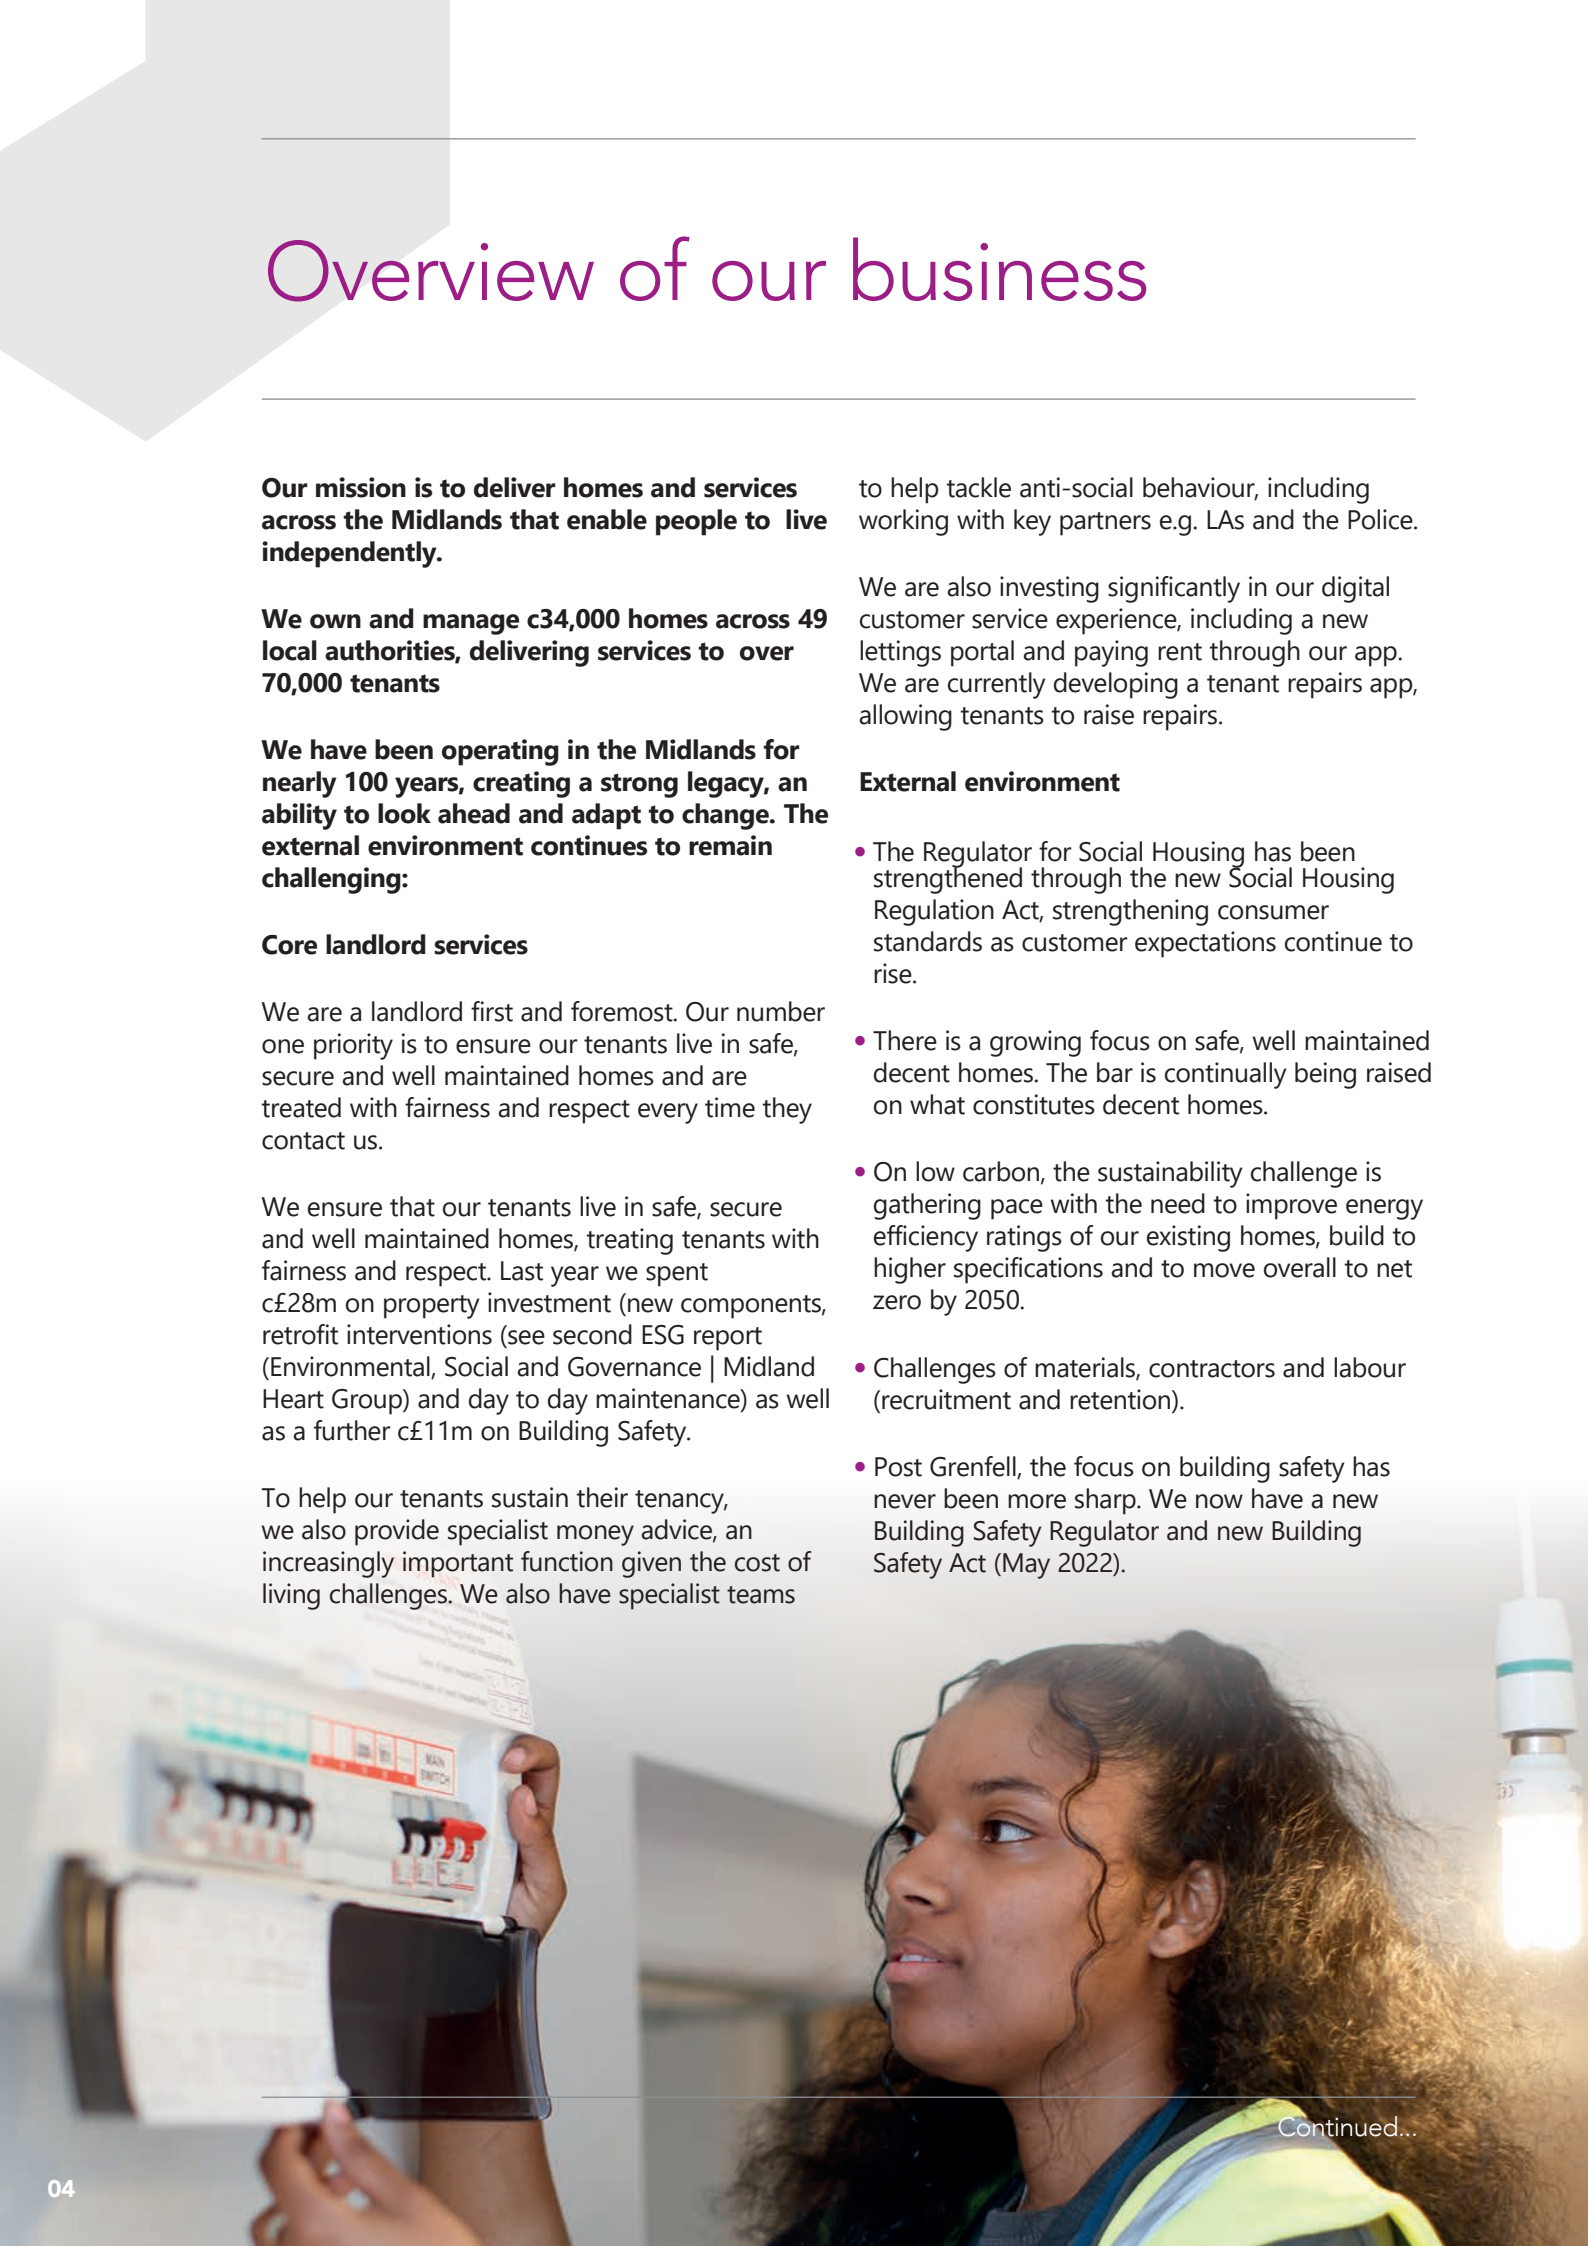 Overview of our business
Our mission is to deliver homes and services
across the Midlands that enable people to  live
independently.
We own and manage c34,000 homes across 49
local authorities, delivering services to  over
70,000 tenants
We have been operating in the Midlands for
nearly 100 years, creating a strong legacy, an
ability to look ahead and adapt to change. The
external environment continues to remain
challenging:
Core landlord services
We are a landlord first and foremost. Our number
one priority is to ensure our tenants live in safe,
secure and well maintained homes and are
treated with fairness and respect every time they
contact us.
We ensure that our tenants live in safe, secure
and well maintained homes, treating tenants with
fairness and respect. Last year we spent
c£28m on property investment (new components,
retrofit interventions (see second ESG report
(Environmental, Social and Governance | Midland
Heart Group) and day to day maintenance) as well
as a further c£11m on Building Safety.
To help our tenants sustain their tenancy,
we also provide specialist money advice, an
increasingly important function given the cost of
living challenges. We also have specialist teams
to help tackle anti-social behaviour, including
working with key partners e.g. LAs and the Police.
We are also investing significantly in our digital
customer service experience, including a new
lettings portal and paying rent through our app.
We are currently developing a tenant repairs app,
allowing tenants to raise repairs.
External environment
• The Regulator for Social Housing has been
strengthened through the new Social Housing
Regulation Act, strengthening consumer
standards as customer expectations continue to
rise.
• There is a growing focus on safe, well maintained
decent homes. The bar is continually being raised
on what constitutes decent homes.
• On low carbon, the sustainability challenge is
gathering pace with the need to improve energy
efficiency ratings of our existing homes, build to
higher specifications and to move overall to net
zero by 2050.
• Challenges of materials, contractors and labour
(recruitment and retention).
• Post Grenfell, the focus on building safety has
never been more sharp. We now have a new
Building Safety Regulator and new Building
Safety Act (May 2022).
MAIN
SWITCH
Continued...
04